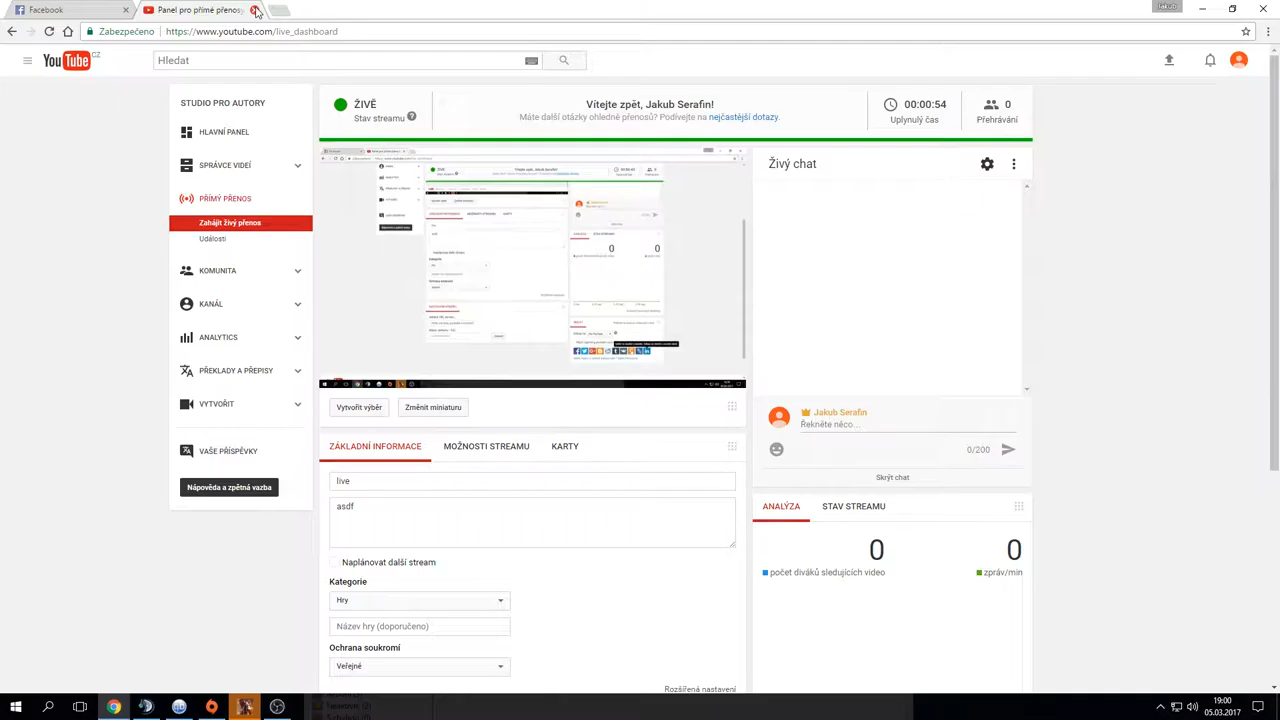 Facebook
Panel pro přímé přenos
Jakub
Zabezpečeno
https://www.youtube.com/live_dashboard
YouTube CZ
Hledat
STUDIO PRO AUTORY
HLAVNÍ PANEL
SPRÁVCE VIDEÍ
PŘÍMÝ PŘENOS
Zahájit živý přenos
Události
KOMUNITA
KANÁL
ANALYTICS
PŘEKLADY A PŘEPISY
VYTVOŘIT
VAŠE PŘÍSPĚVKY
Nápověda a zpětná vazba
ŽIVĚ
Stav streamu
Vítejte zpět, Jakub Serafin!
Máte další otázky ohledně přenosů? Podívejte na nejčastější dotazy.
00:00:54
Uplynulý čas
0
Přehrávání
Vytvořit výběr
Změnit miniaturu
ZÁKLADNÍ INFORMACE
MOŽNOSTI STREAMU
KARTY
live
asdf
Naplánovat další stream
Kategorie
Hry
Název hry (doporučeno)
Ochrana soukromí
Veřejné
Rozšířená nastavení
Živý chat
Jakub Serafin
Řekněte něco...
0/200
Skrýt chat
ANALÝZA
STAV STREAMU
0
počet diváků sledujících video
0
zpráv/min
19:00
05.03.2017